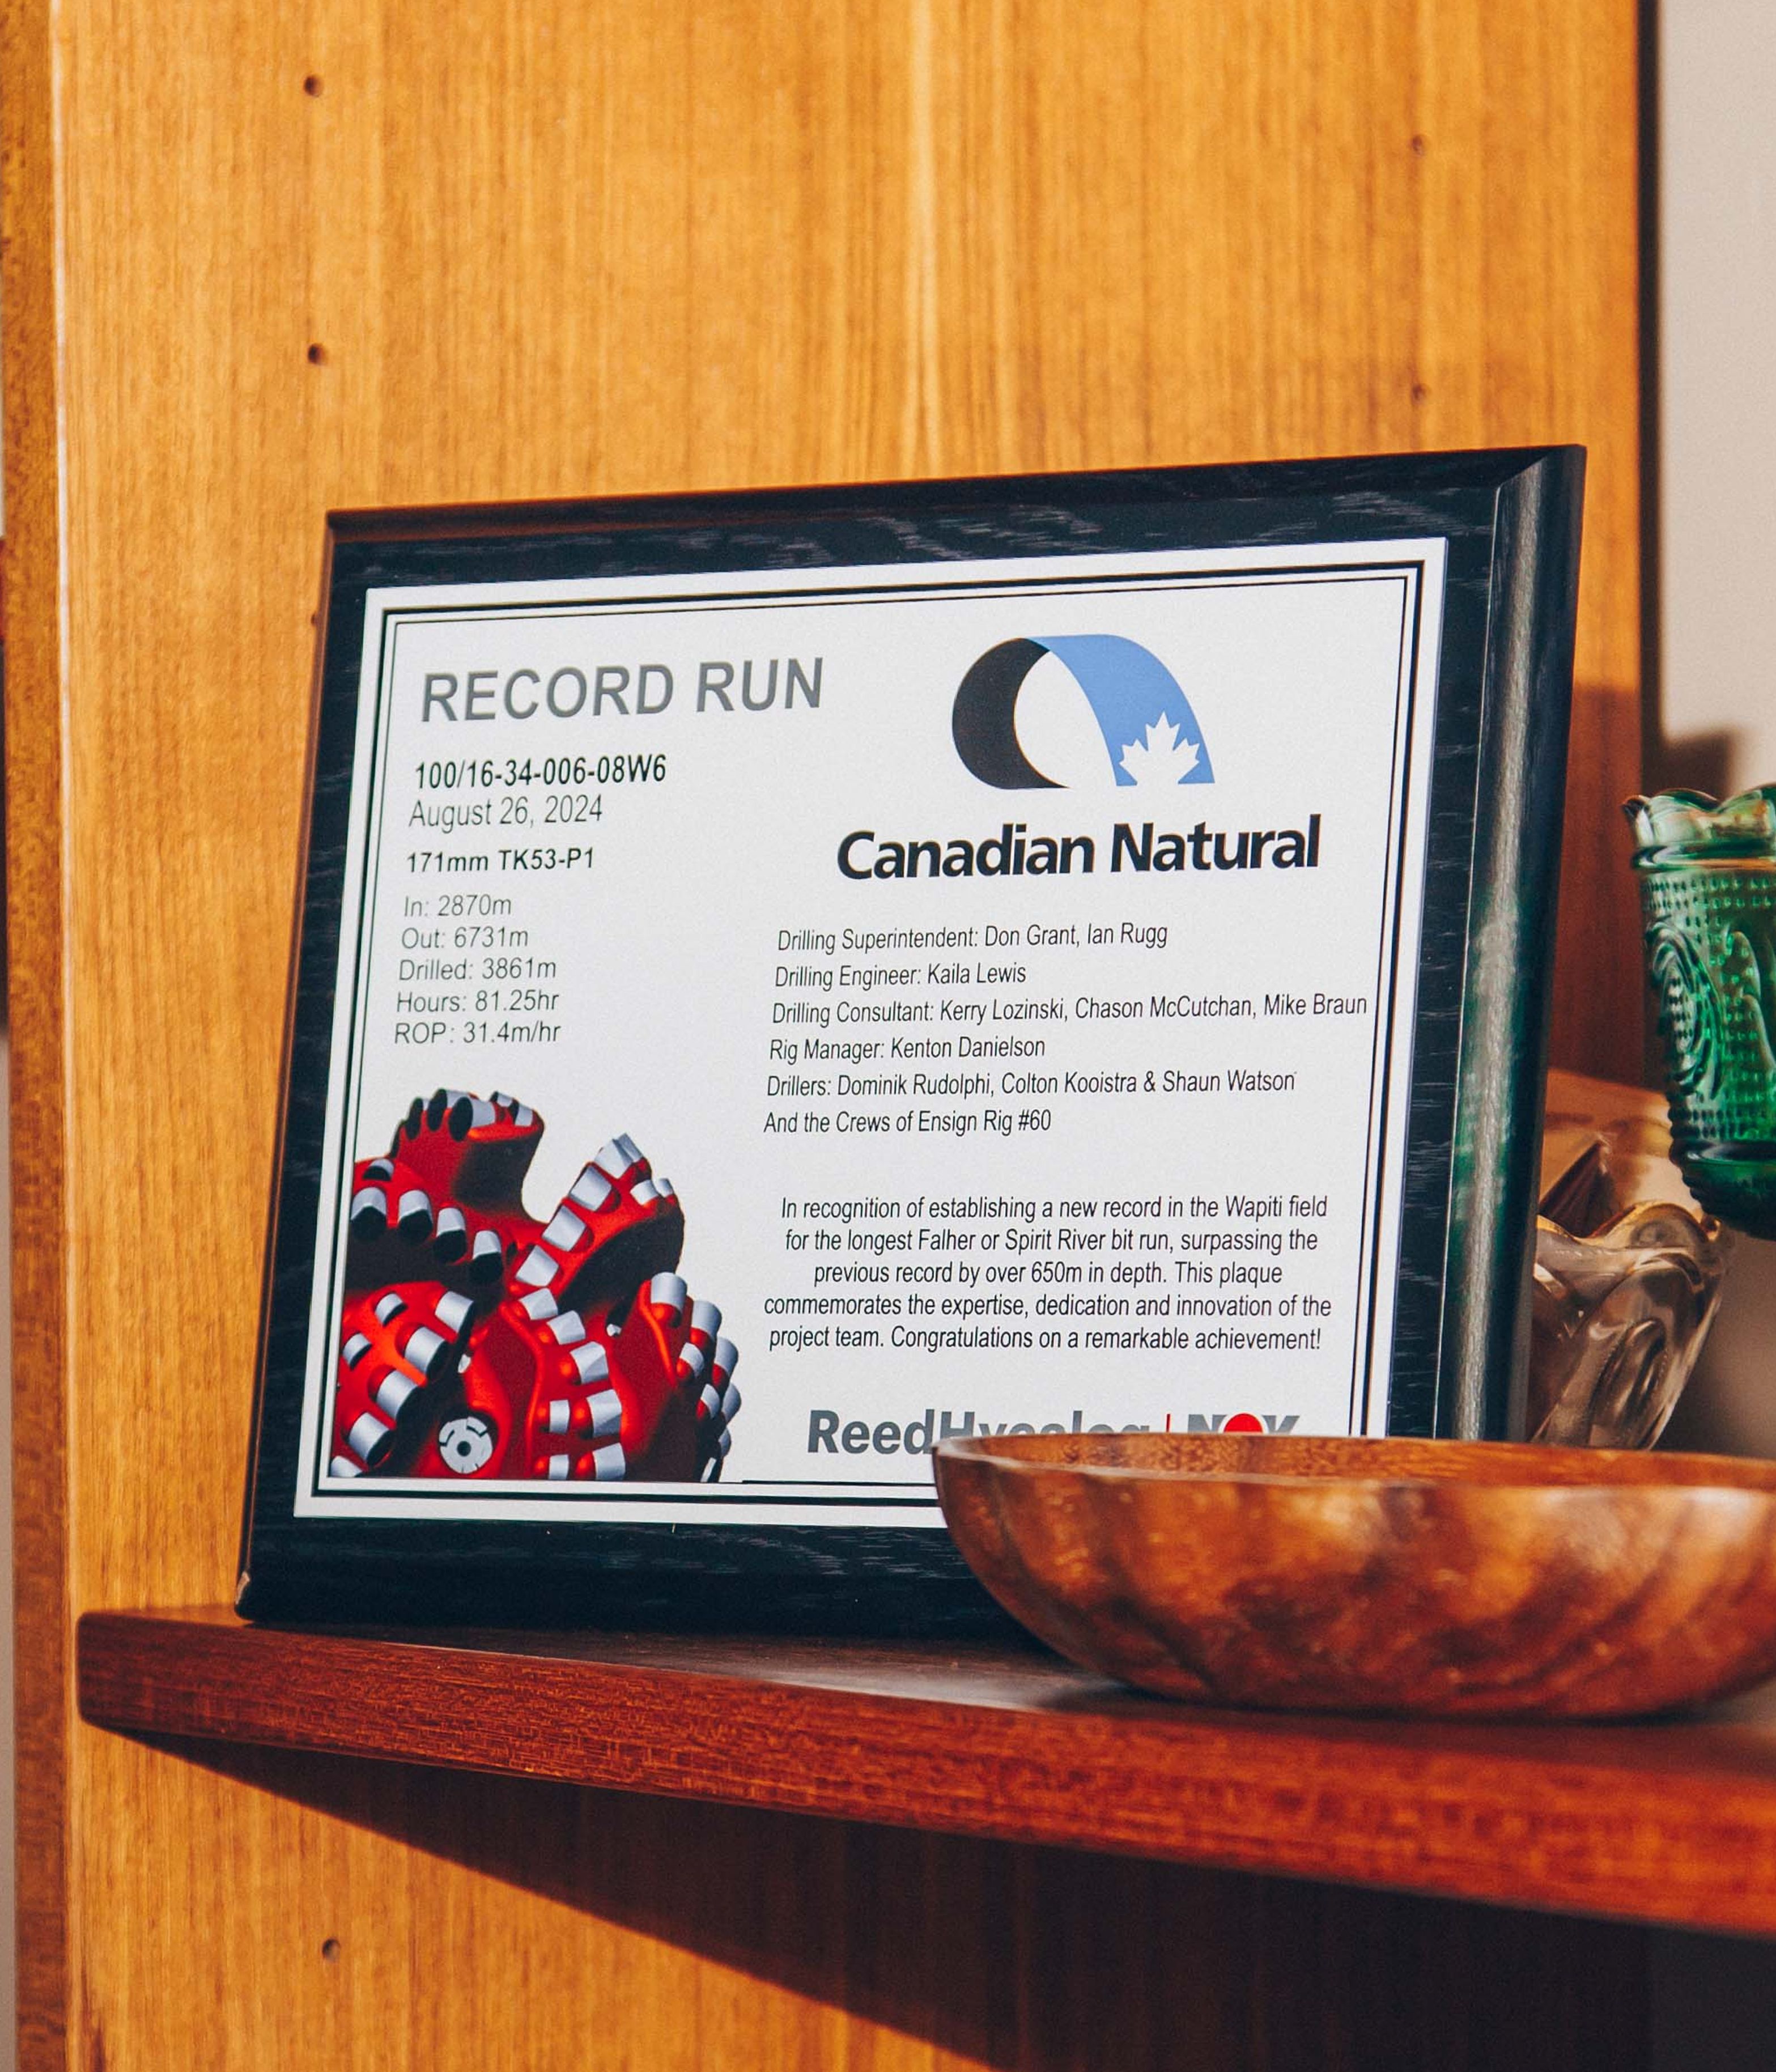 RECORD RUN
100/16-34-006-08W6
August 26, 2024
171mm TK53-P1
In: 2870m
Out: 6731m
Drilled: 3861m
Hours: 81.25hr
ROP: 31.4m/hr
Canadian Natural
Drilling Superintendent: Don Grant, Ian Rugg
Drilling Engineer: Kaila Lewis
Drilling Consultant: Kerry Lozinski, Chason McCutchan, Mike Braun
Rig Manager: Kenton Danielson
Drillers: Dominik Rudolphi, Colton Kooistra & Shaun Watson
And the Crews of Ensign Rig #60
In recognition of establishing a new record in the Wapiti field
for the longest Falher or Spirit River bit run, surpassing the
previous record by over 650m in depth. This plaque
commemorates the expertise, dedication and innovation of the
project team. Congratulations on a remarkable achievement!
ReedHycalog | NOV